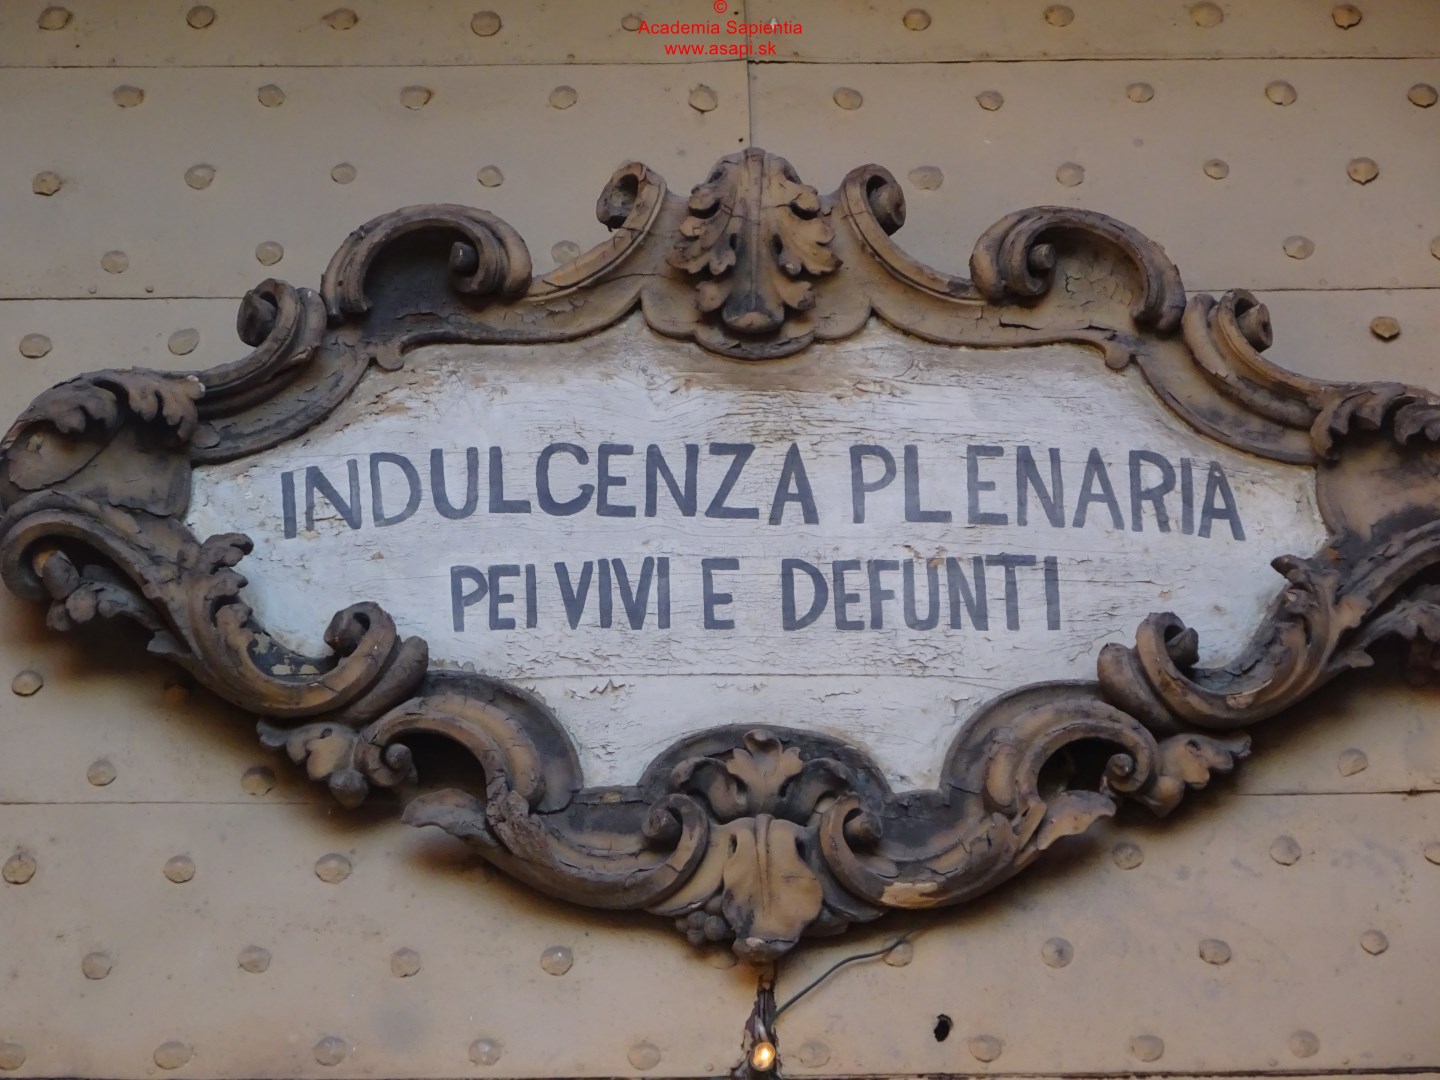 ©
Academia Sapientia
www.asapi.sk
INDULGENZA PLENARIA
PEI VIVI E DEFUNTI